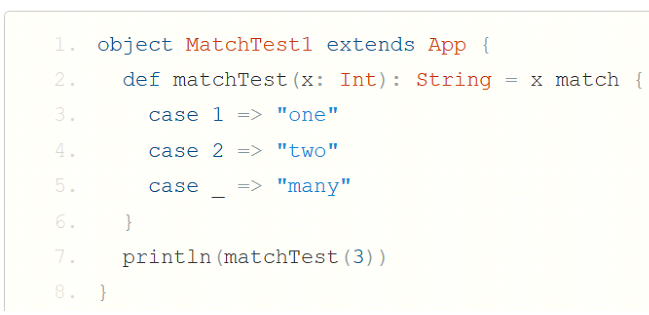 1. object MatchTest1 extends App {
2. def matchTest(x: Int): String = x match {
3. case 1 => "one"
4. case 2 => "two"
5. case _ => "many"
6. }
7. println(matchTest(3))
8. }